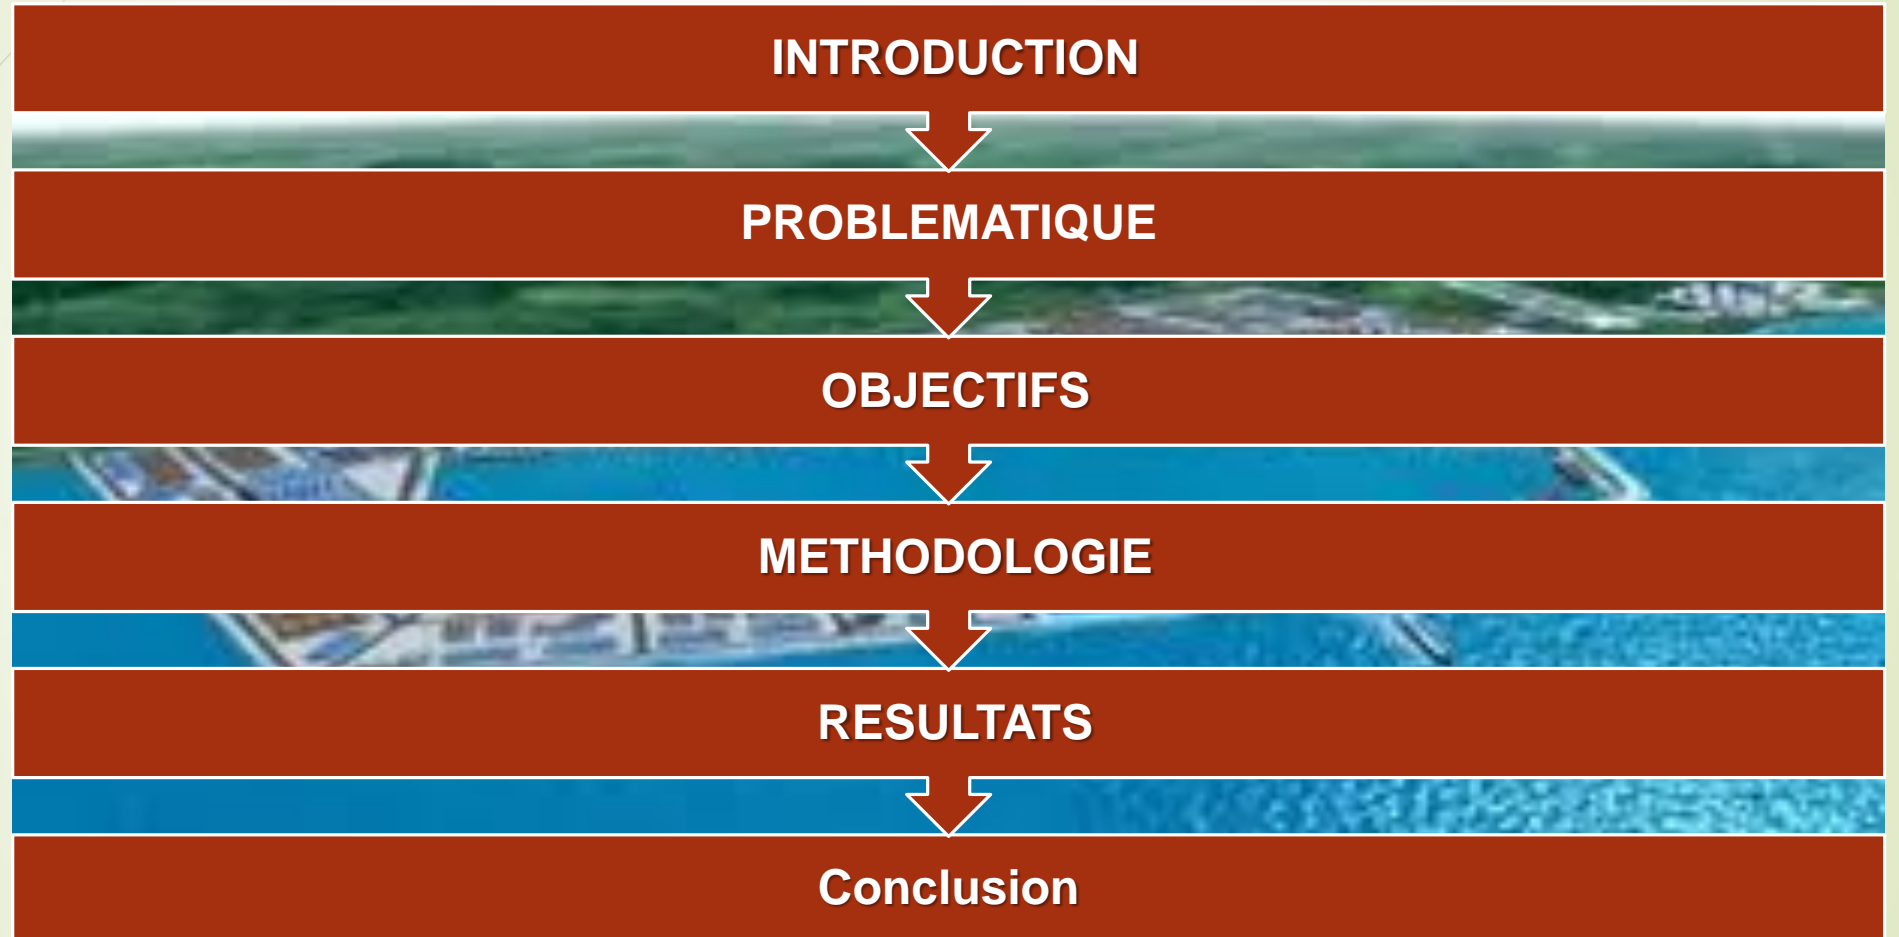 INTRODUCTION
PROBLEMATIQUE
OBJECTIFS
METHODOLOGIE
RESULTATS
Conclusion